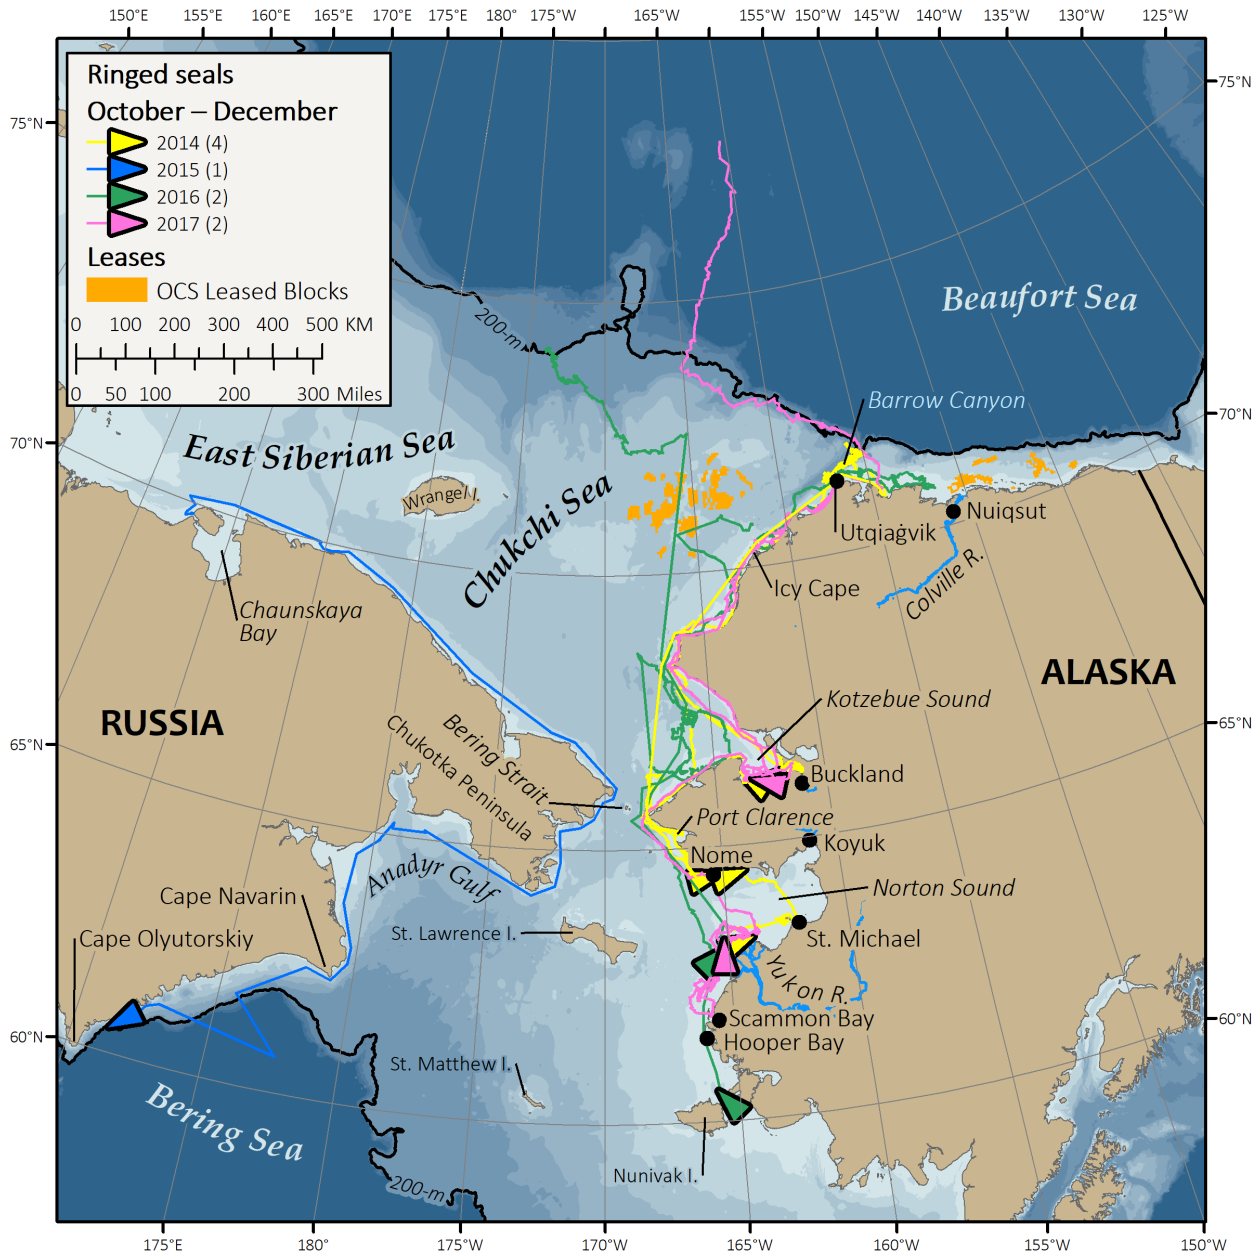 150°E 155°E 160°E 165°E 170°E 175°E 180° 175°W 165°W 155°W 150°W 145°W 140°W 135°W 130°W 125°W
75°N
75°N
Ringed seals
October – December
2014 (4)
2015 (1)
2016 (2)
2017 (2)
Leases
OCS Leased Blocks
0 100 200 300 400 500 KM
0 50 100 200 300 Miles
Beaufort Sea
200-m
Barrow Canyon
70°N
70°N
East Siberian Sea
Wrangel I.
Chukchi Sea
Utqiaġvik
Nuiqsut
Colville R.
Icy Cape
Chaunskaya
Bay
ALASKA
RUSSIA
Kotzebue Sound
65°N
65°N
Bering Strait
Chukotka Peninsula
Buckland
Port Clarence
Koyuk
Nome
Anadyr Gulf
Norton Sound
Cape Navarin
Cape Olyutorskiy
St. Lawrence I.
St. Michael
Yukon R.
Scammon Bay
60°N
60°N
Hooper Bay
St. Matthew I.
Bering Sea
Nunivak I.
200-m
175°E 180° 175°W 170°W 165°W 160°W 155°W 150°W